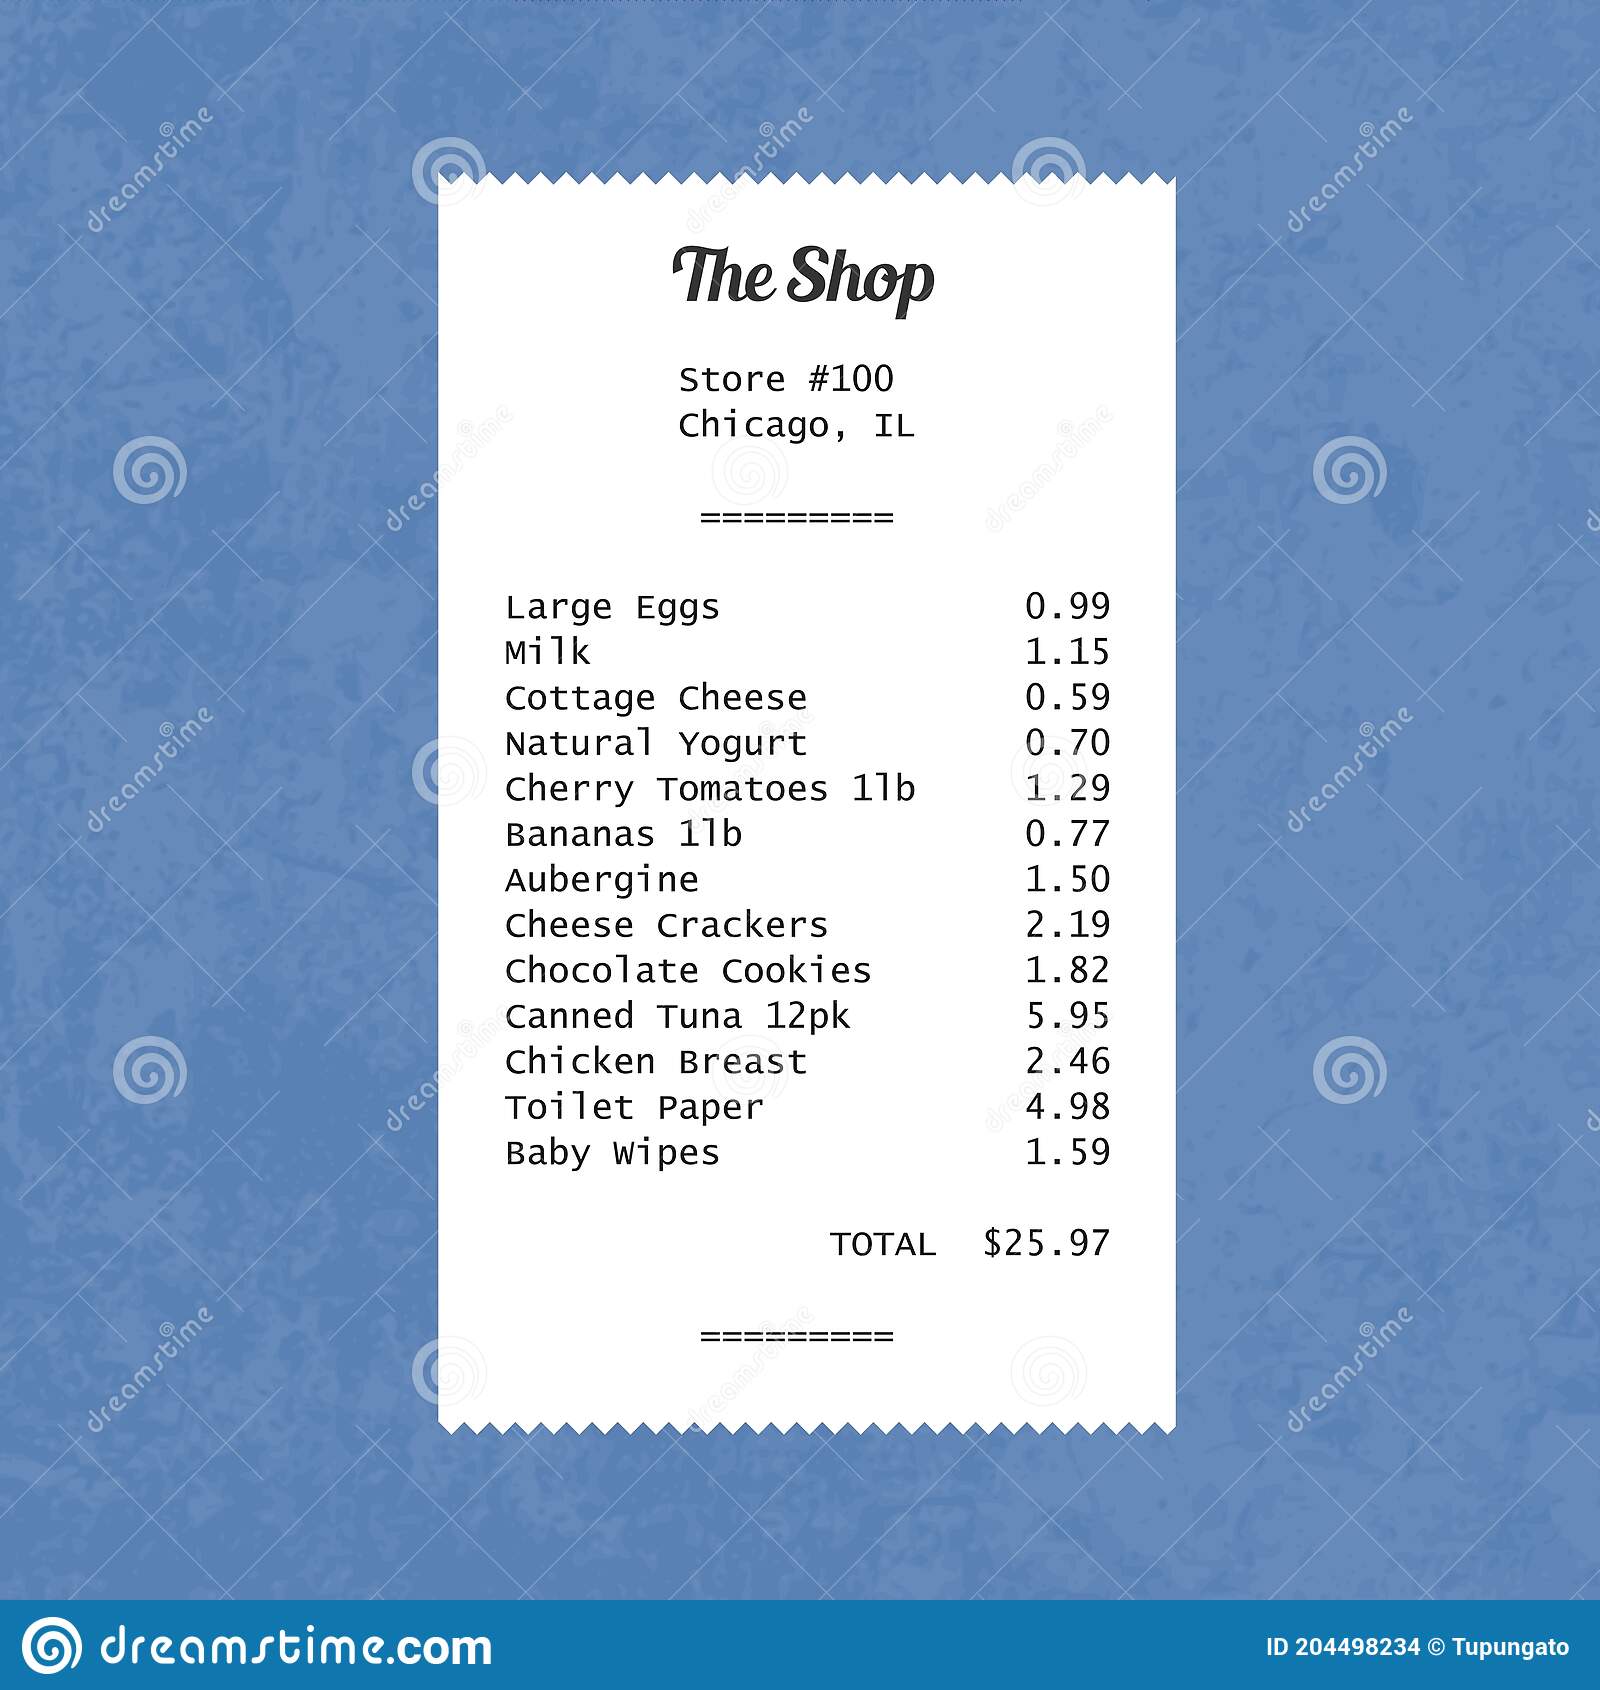 The Shop
Store #100
Chicago, IL
=========
Large Eggs 0.99
Milk 1.15
Cottage Cheese 0.59
Natural Yogurt 0.70
Cherry Tomatoes 1lb 1.29
Bananas 1lb 0.77
Aubergine 1.50
Cheese Crackers 2.19
Chocolate Cookies 1.82
Canned Tuna 12pk 5.95
Chicken Breast 2.46
Toilet Paper 4.98
Baby Wipes 1.59
TOTAL $25.97
=========
dreamstime.com
ID 204498234 © Tupungato